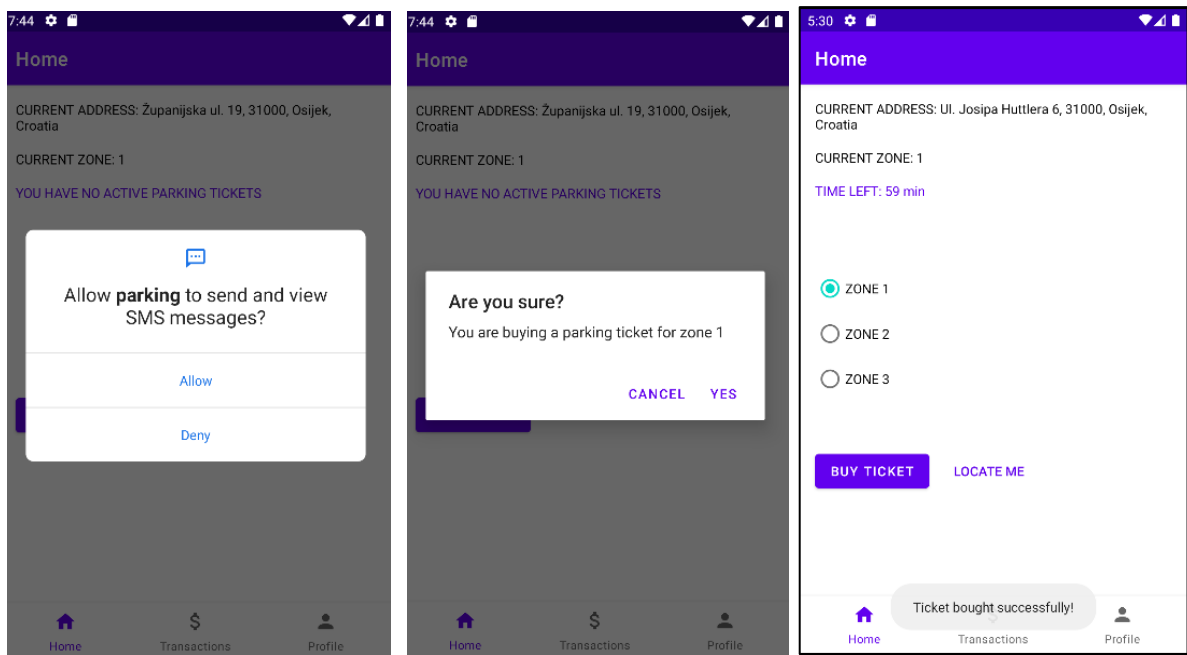 7:44
Home
CURRENT ADDRESS: Županijska ul. 19, 31000, Osijek,
Croatia
CURRENT ZONE: 1
YOU HAVE NO ACTIVE PARKING TICKETS
Allow parking to send and view
SMS messages?
Allow
Deny
Home
Transactions
Profile
7:44
Home
CURRENT ADDRESS: Županijska ul. 19, 31000, Osijek,
Croatia
CURRENT ZONE: 1
YOU HAVE NO ACTIVE PARKING TICKETS
Are you sure?
You are buying a parking ticket for zone 1
CANCEL YES
Home
Transactions
Profile
5:30
Home
CURRENT ADDRESS: Ul. Josipa Huttlera 6, 31000, Osijek,
Croatia
CURRENT ZONE: 1
TIME LEFT: 59 min
ZONE 1
ZONE 2
ZONE 3
BUY TICKET LOCATE ME
Ticket bought successfully!
Home
Transactions
Profile